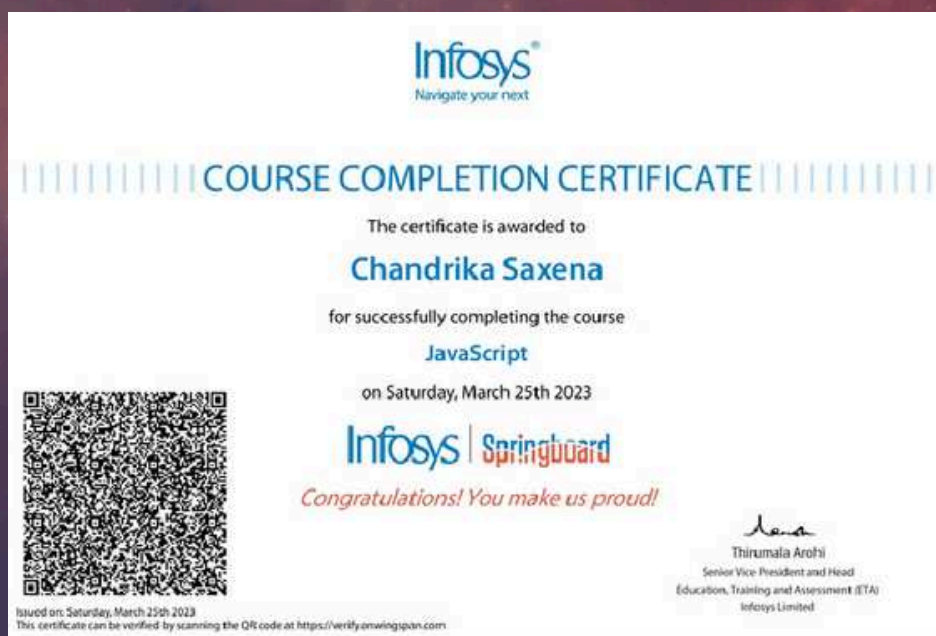 Infosys®
Navigate your next
COURSE COMPLETION CERTIFICATE
The certificate is awarded to
Chandrika Saxena
for successfully completing the course
JavaScript
on Saturday, March 25th 2023
Infosys | Springboard
Congratulations! You make us proud!
Thirumala Arohi
Senior Vice President and Head
Education, Training and Assessment (ETA)
Infosys Limited
Issued on: Saturday, March 25th 2023
This certificate can be verified by scanning the QR code at https://verify.onwingspan.com